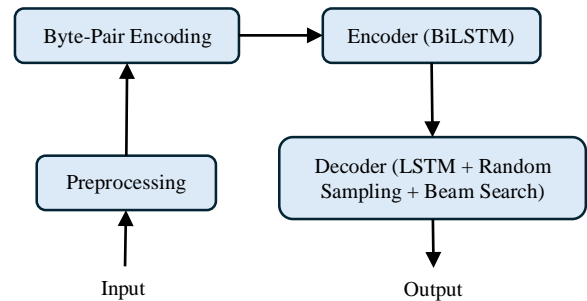 Byte-Pair Encoding
Encoder (BiLSTM)
Preprocessing
Decoder (LSTM + Random
Sampling + Beam Search)
Input
Output